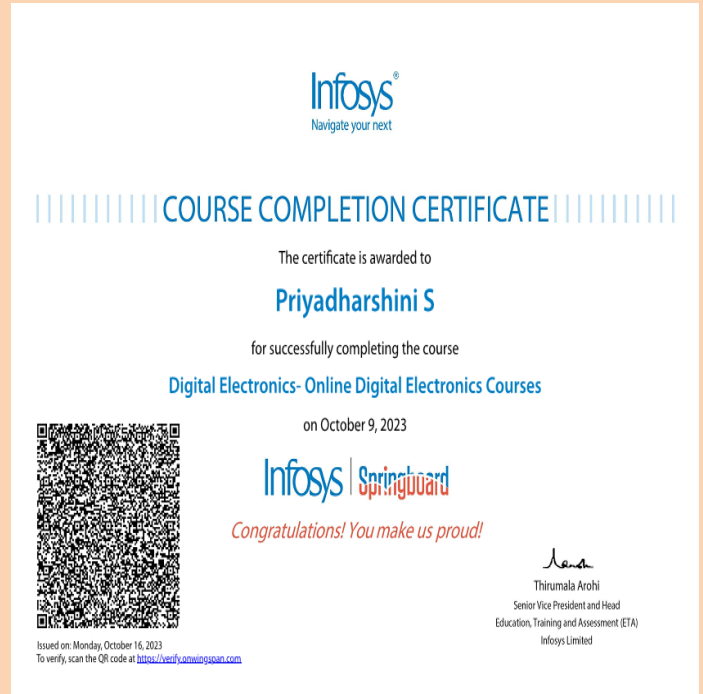 Infosys®
Navigate your next
COURSE COMPLETION CERTIFICATE
The certificate is awarded to
Priyadharshini S
for successfully completing the course
Digital Electronics- Online Digital Electronics Courses
on October 9, 2023
Infosys | Springboard
Congratulations! You make us proud!
Thirumala Arohi
Senior Vice President and Head
Education, Training and Assessment (ETA)
Infosys Limited
Issued on: Monday, October 16, 2023
To verify, scan the QR code at https://verify.onwingspan.com